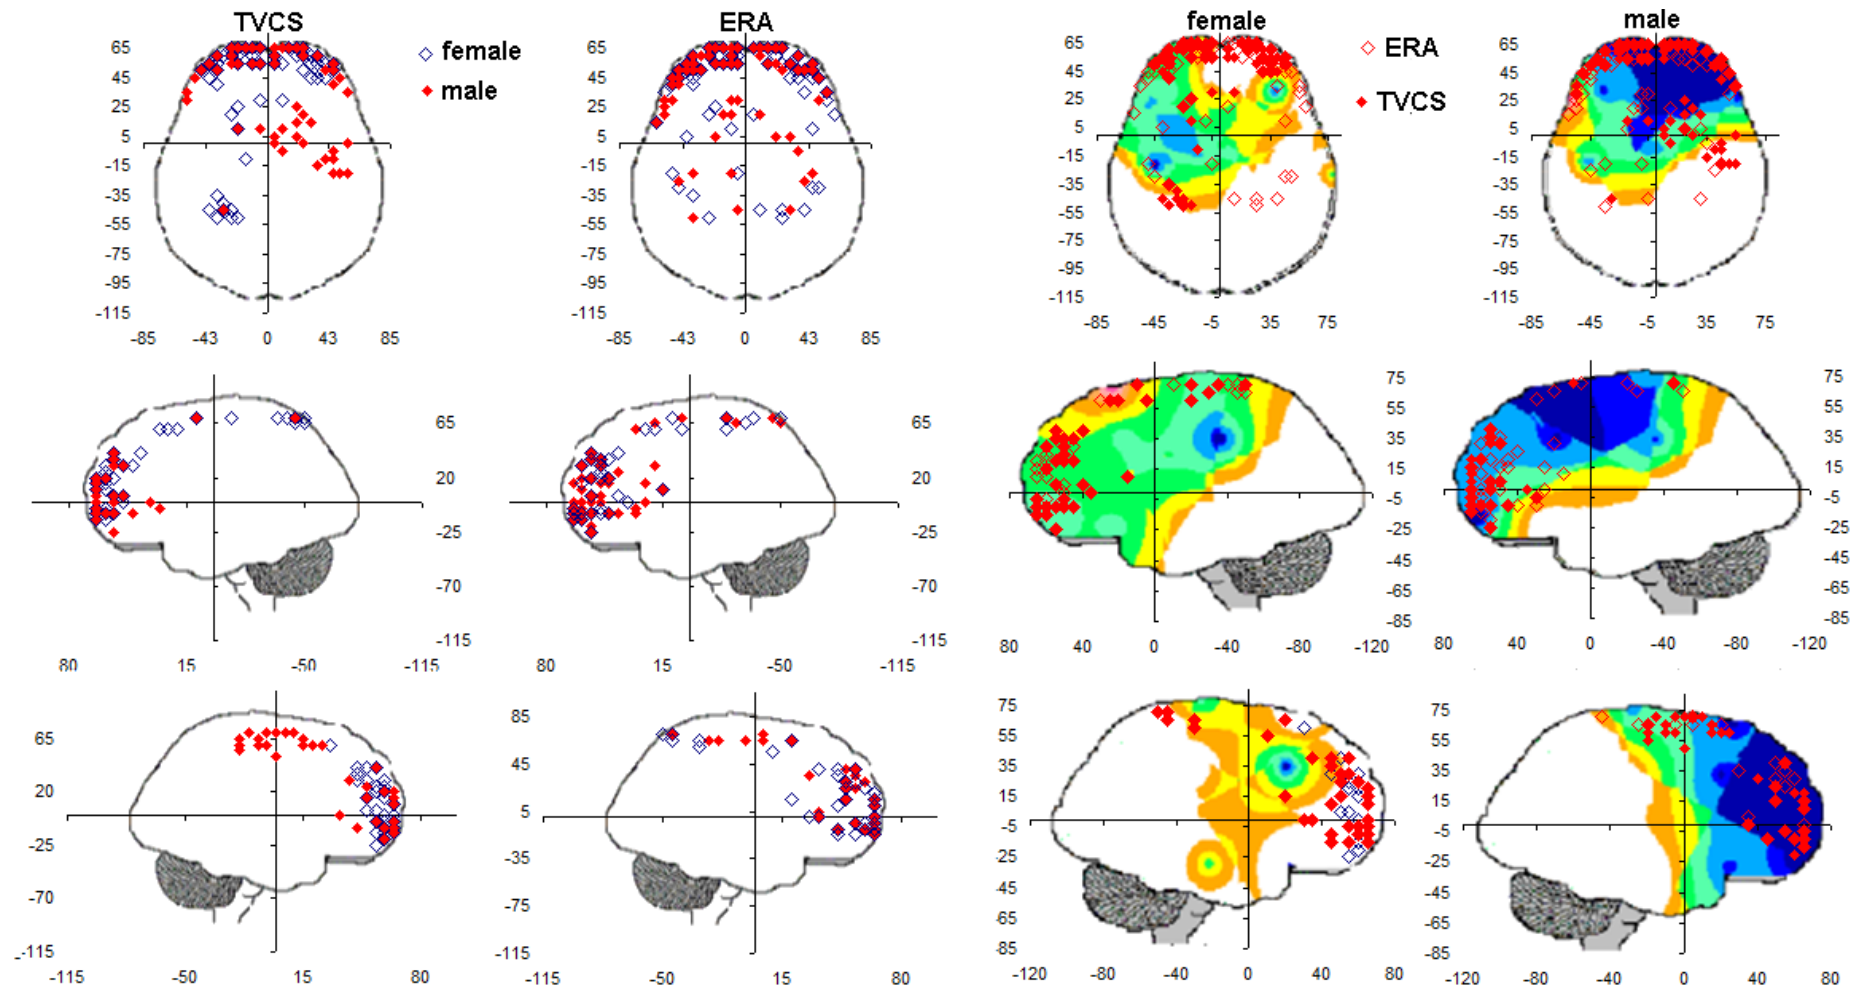 TVCS ERA female male
female
male
ERA
TVCS
65 45 25 5 -15 -35 -55 -75 -95 -115
-85 -43 0 43 85
65 45 25 5 -15 -35 -55 -75 -95 -115
-85 -43 0 43 85
65 45 25 5 -15 -35 -55 -75 -95 -115
-85 -45 -5 35 75
65 45 25 5 -15 -35 -55 -75 -95 -115
-85 -45 -5 35 75
65 20 -25 -70 -115
80 15 -50 -115
65 20 -25 -70 -115
80 15 -50 -115
75 55 35 15 -5 -25 -45 -65 -85
80 40 0 -40 -80 -120
75 55 35 15 -5 -25 -45 -65 -85
80 40 0 -40 -80 -120
65 20 -25 -70 -115
-115 -50 15 80
85 45 5 -35 -75 -115
-115 -50 15 80
75 55 35 15 -5 -25 -45 -65 -85
-120 -80 -40 0 40 80
75 55 35 15 -5 -25 -45 -65 -85
-120 -80 -40 0 40 80